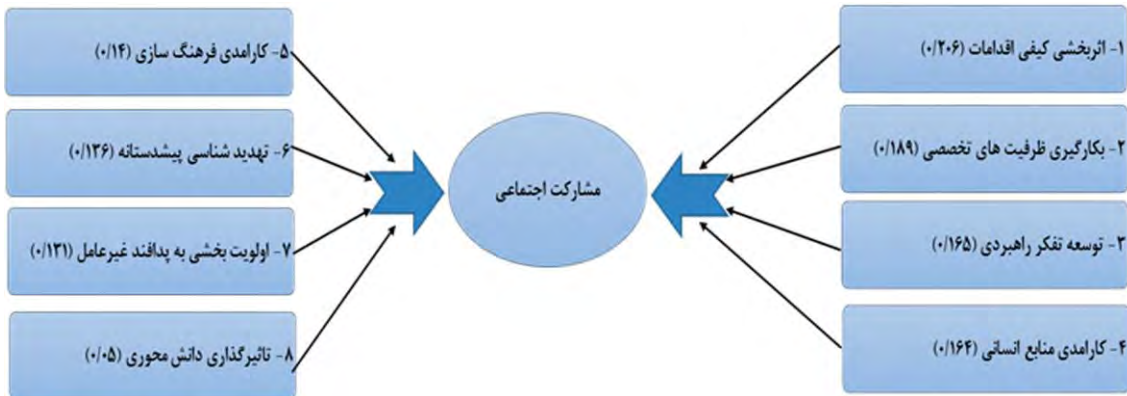 ۱- اثربخشی کیفی اقدامات (۰/۲۰۶)
۲- بکارگیری ظرفیت های تخصصی (۰/۱۸۹)
۳- توسعه تفکر راهبردی (۰/۱۶۵)
۴- کارامدی منابع انسانی (۰/۱۶۴)
مشارکت اجتماعی
۵- کارامدی فرهنگ سازی (۰/۱۴)
۶- تهدید شناسی پیشدستانه (۰/۱۳۶)
۷- اولویت بخشی به پدافند غیرعامل (۰/۱۳۱)
۸- تاثیرگذاری دانش محوری (۰/۰۵)